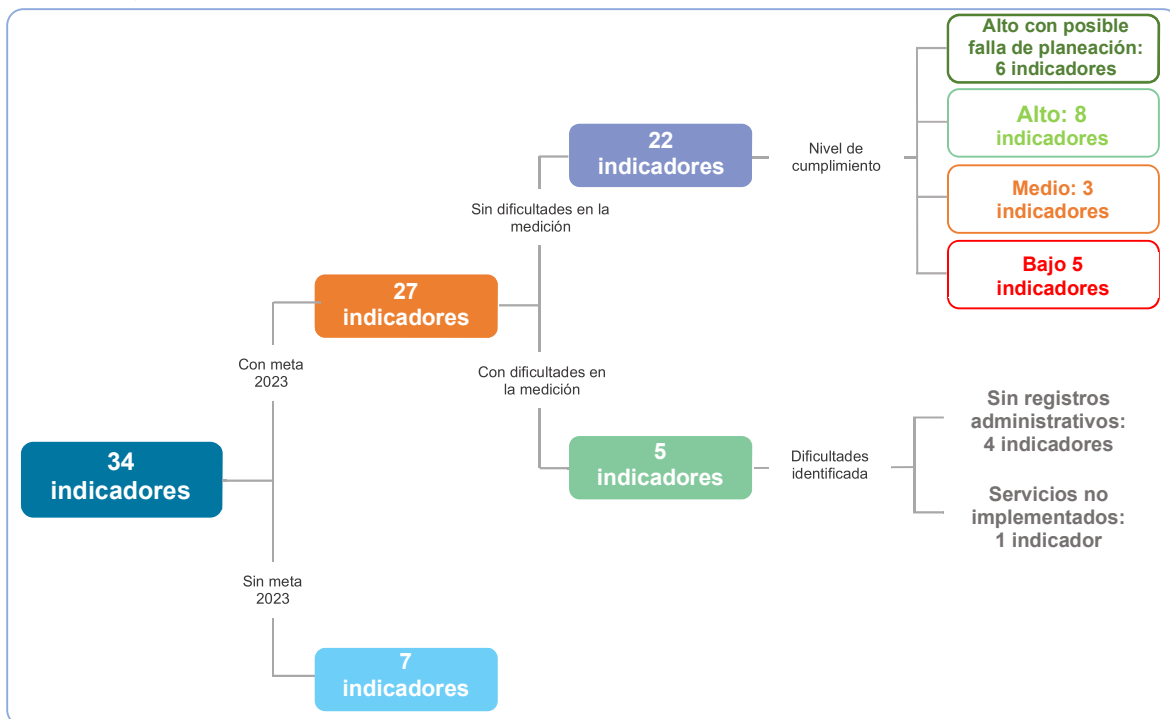 34
indicadores
Con meta
2023
Sin meta
2023
27
indicadores
7
indicadores
Sin dificultades en la
medición
Con dificultades en
la medición
22
indicadores
5
indicadores
Nivel de
cumplimiento
Dificultades
identificada
Alto con posible
falla de planeación:
6 indicadores
Alto: 8
indicadores
Medio: 3
indicadores
Bajo 5
indicadores
Sin registros
administrativos:
4 indicadores
Servicios no
implementados:
1 indicador